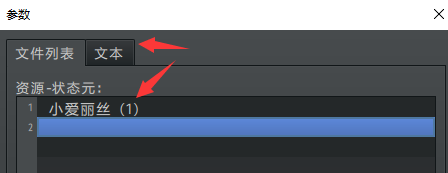 参数
文件列表 文本
资源-状态元:
1 小爱丽丝（1）
2